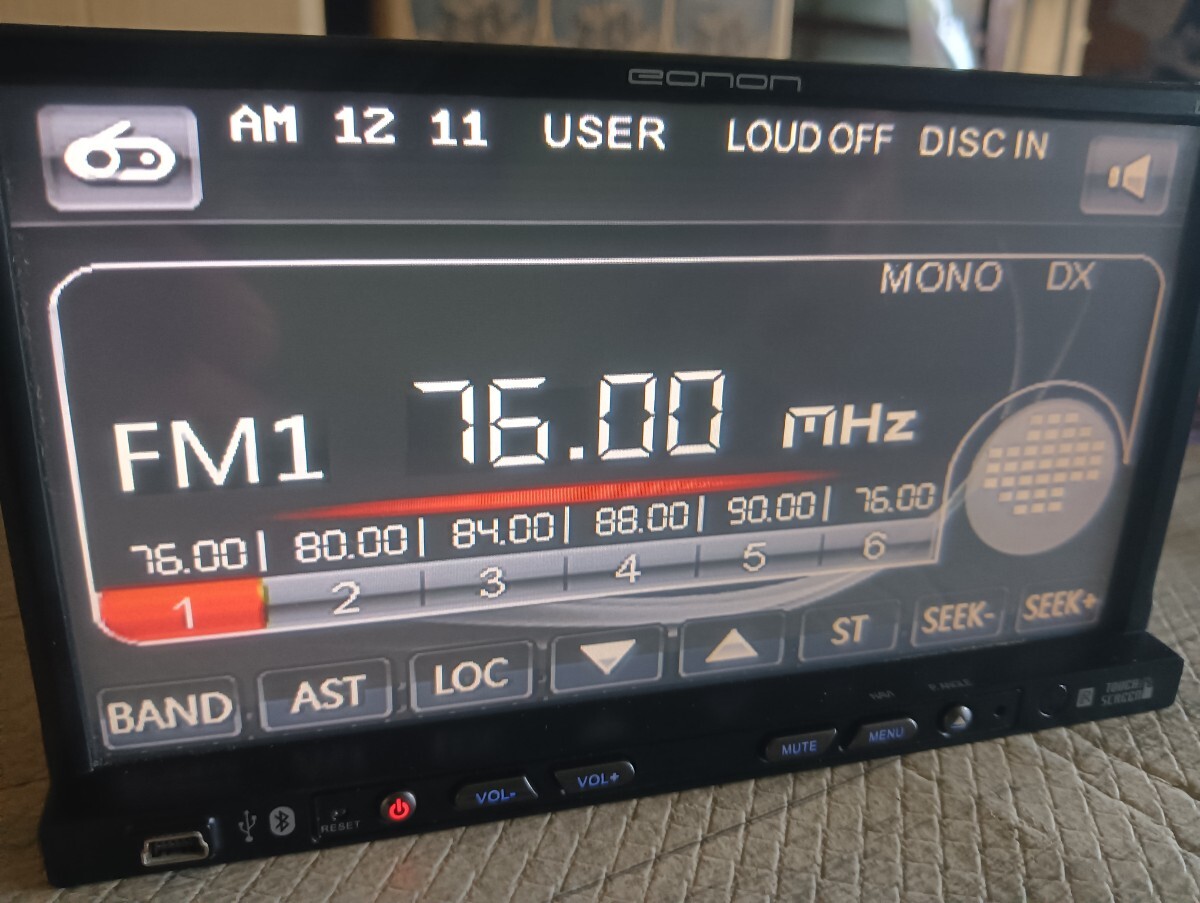 eonon
AM 12 11 USER LOUD OFF DISC IN
MONO DX
FM1 76.00 MHz
76.00| 80.00| 84.00| 88.00| 90.00| 76.00
1 2 3 4 5 6
BAND AST LOC ST SEEK- SEEK+
RESET VOL- VOL+ MUTE MENU
TOUCH
SCREEN